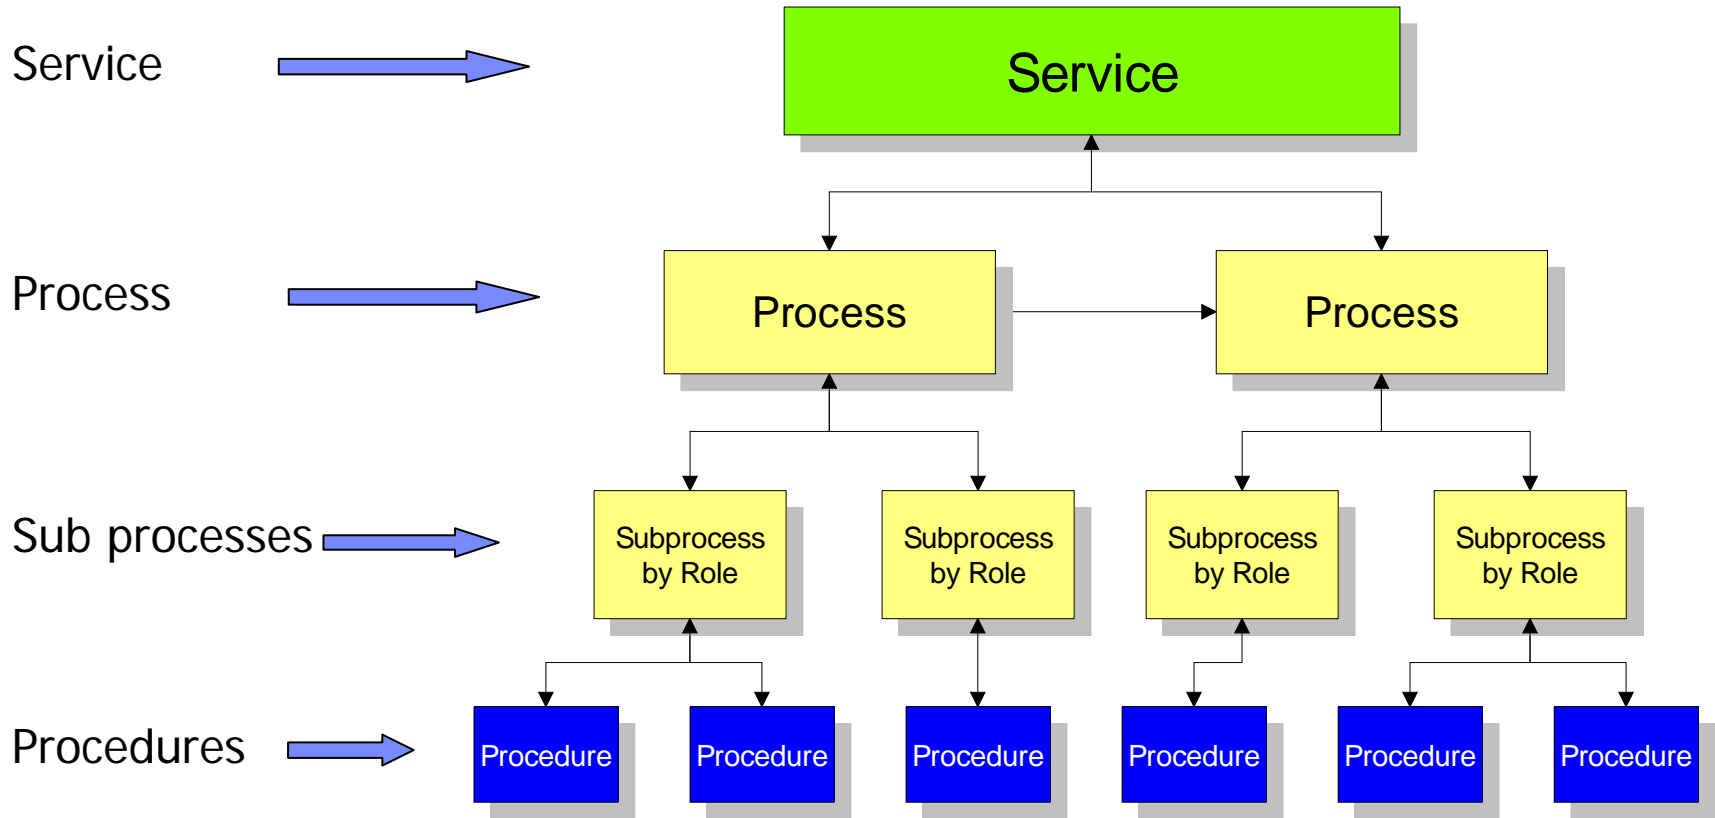 Service
Service
Process
Process
Process
Sub processes
Subprocess
by Role
Subprocess
by Role
Subprocess
by Role
Subprocess
by Role
Procedures
Procedure
Procedure
Procedure
Procedure
Procedure
Procedure